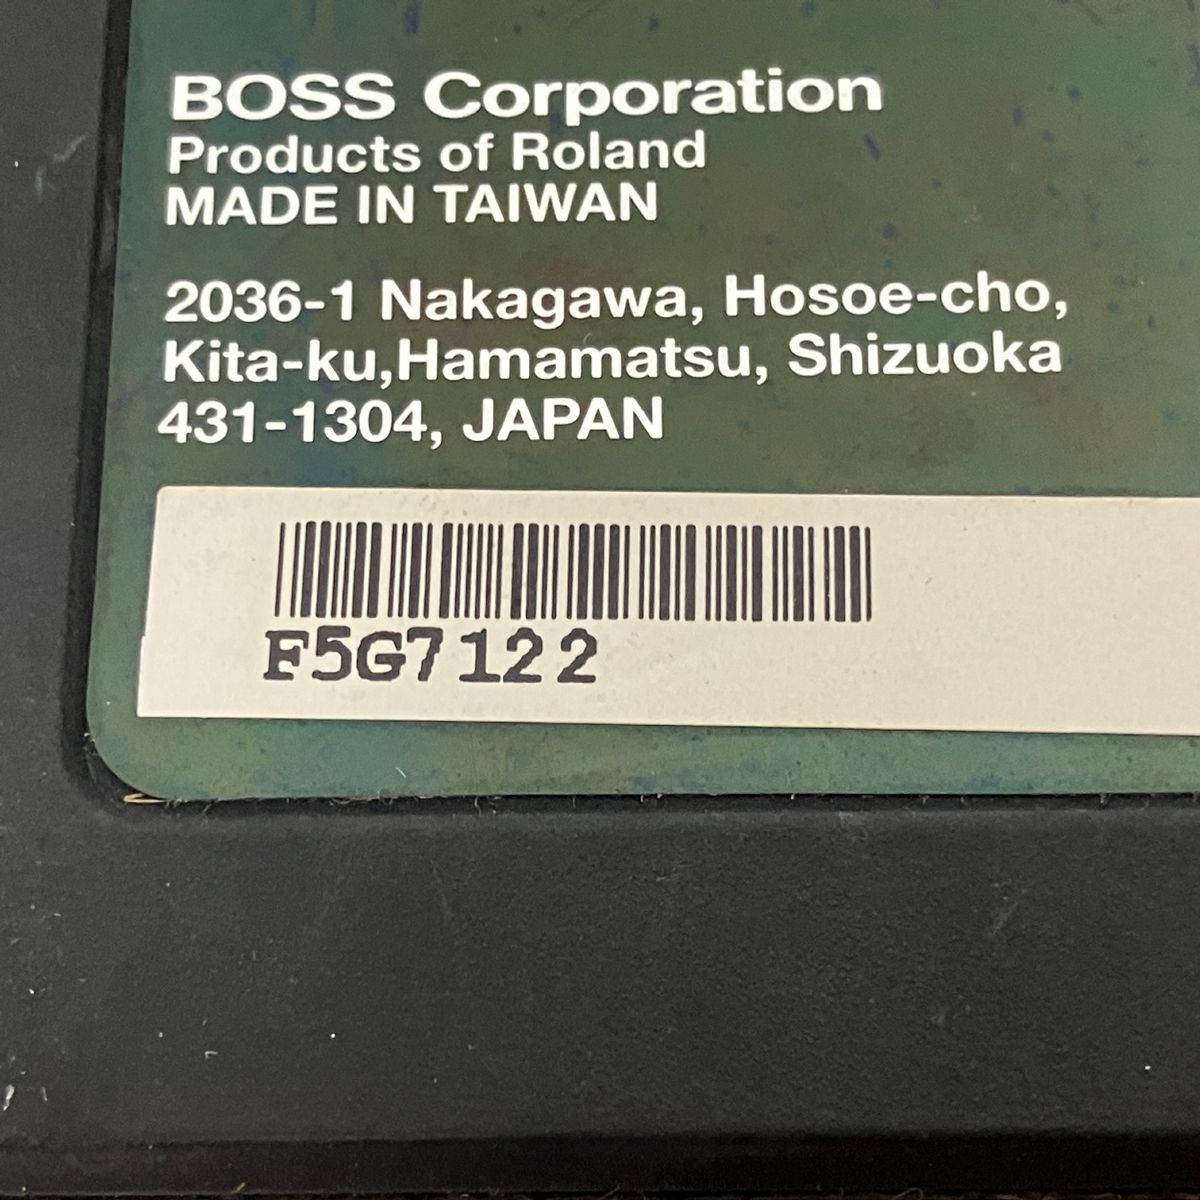 BOSS Corporation
Products of Roland
MADE IN TAIWAN
2036-1 Nakagawa, Hosoe-cho,
Kita-ku,Hamamatsu, Shizuoka
431-1304, JAPAN
F5G7122